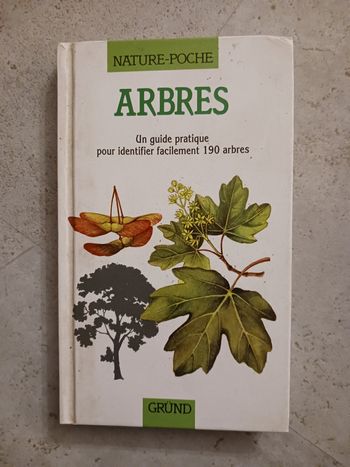 NATURE-POCHE
ARBRES
Un guide pratique
pour identifier facilement 190 arbres
GRÜND